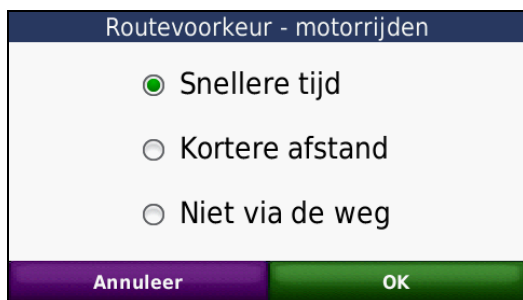 Routevoorkeur - motorrijden
Snellere tijd
Kortere afstand
Niet via de weg
Annuleer OK